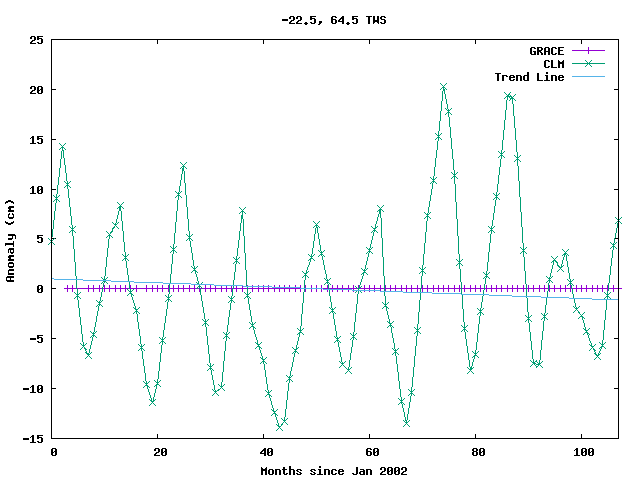 -22.5, 64.5 TWS
GRACE
CLM
Trend Line
25
20
15
10
5
0
-5
-10
-15
Anomaly (cm)
0 20 40 60 80 100
Months since Jan 2002